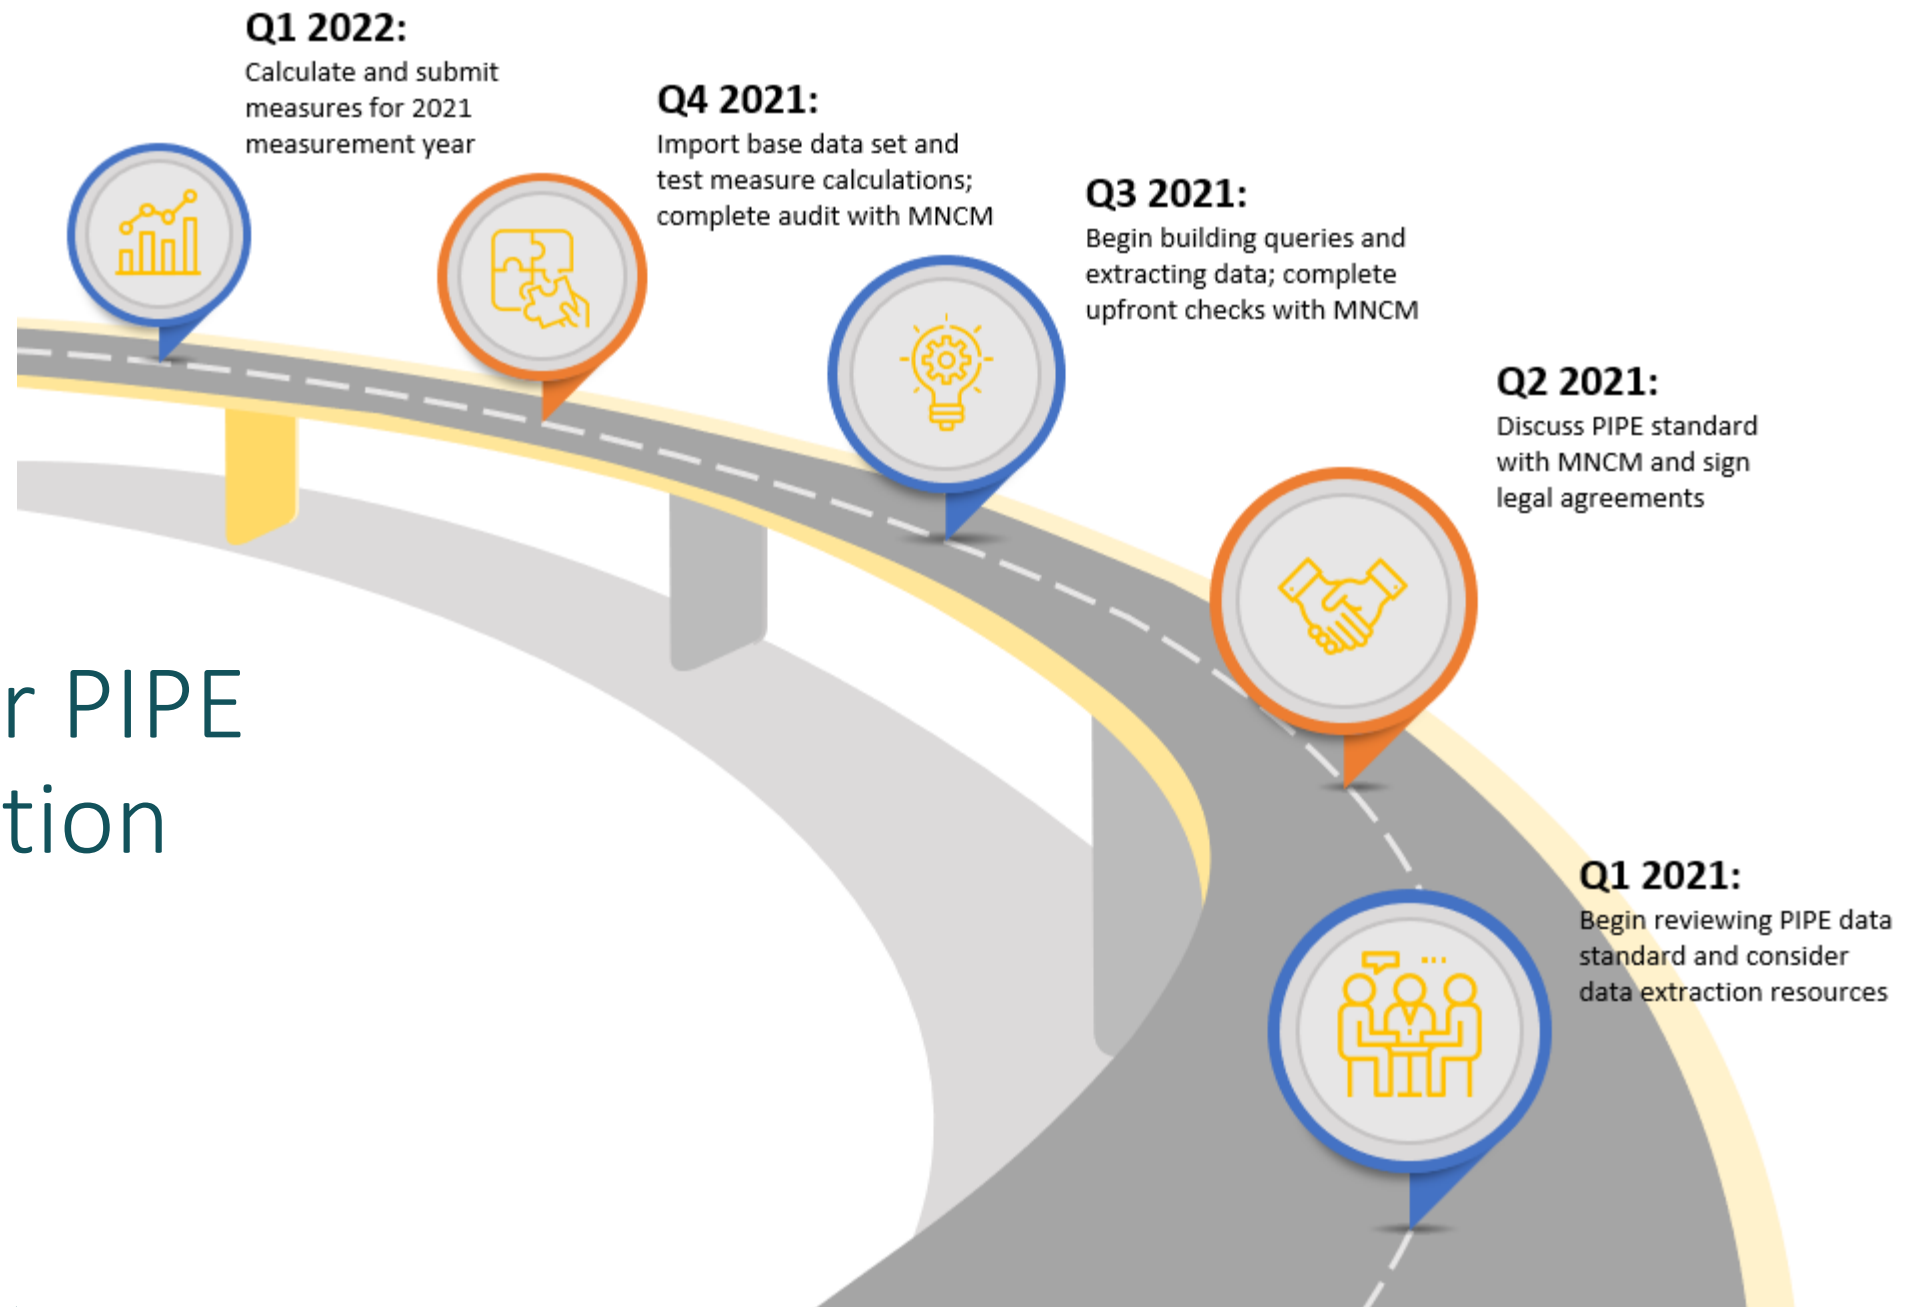 Q1 2022:
Calculate and submit
measures for 2021
measurement year
Q4 2021:
Import base data set and
test measure calculations;
complete audit with MNCM
Q3 2021:
Begin building queries and
extracting data; complete
upfront checks with MNCM
Q2 2021:
Discuss PIPE standard
with MNCM and sign
legal agreements
r PIPE
tion
Q1 2021:
Begin reviewing PIPE data
standard and consider
data extraction resources